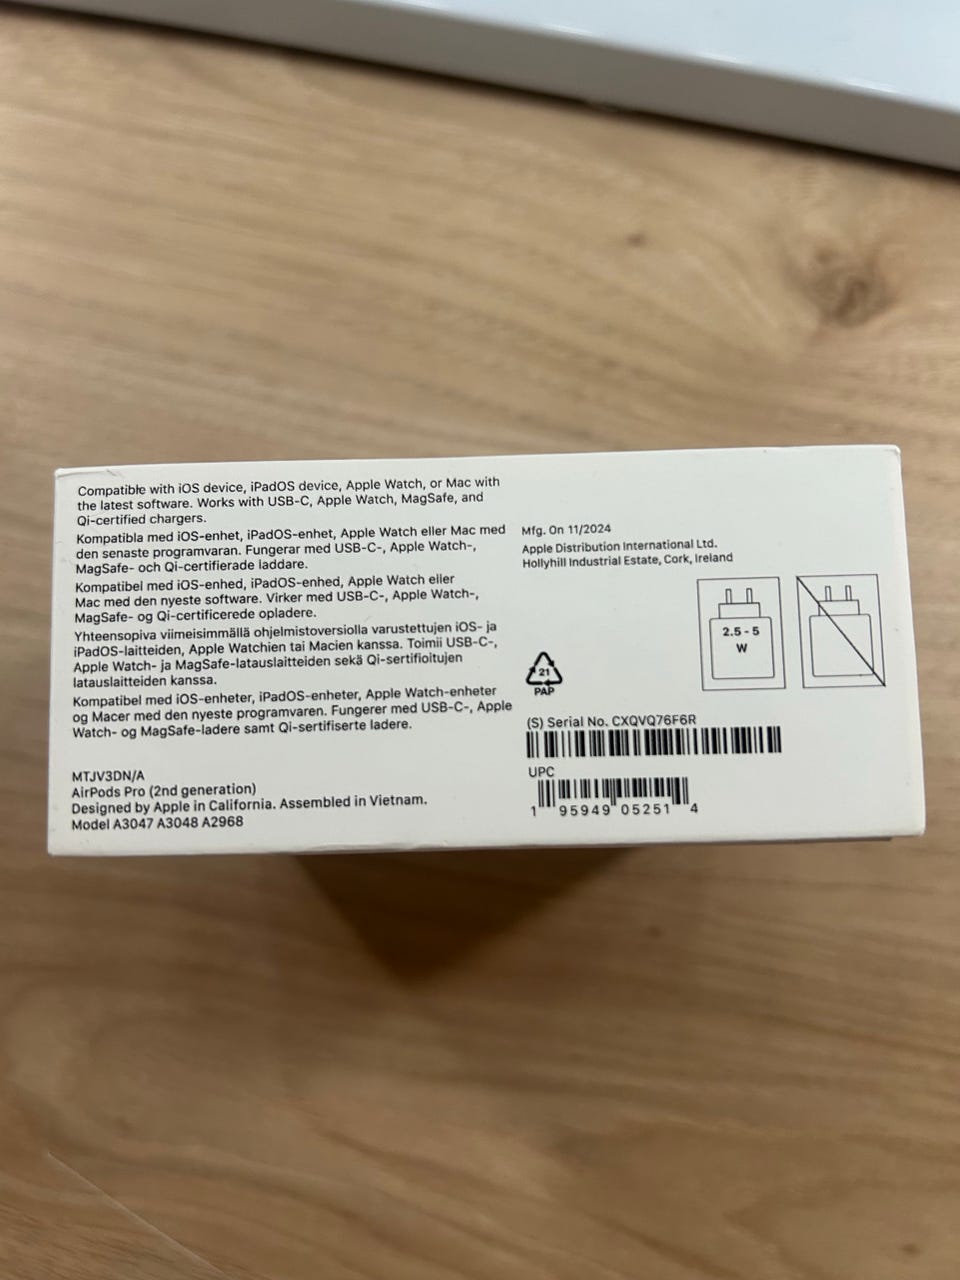 Compatible with iOS device, iPadOS device, Apple Watch, or Mac with
the latest software. Works with USB-C, Apple Watch, MagSafe, and
Qi-certified chargers.
Kompatibla med iOS-enhet, iPadOS-enhet, Apple Watch eller Mac med
den senaste programvaran. Fungerar med USB-C-, Apple Watch-,
MagSafe- och Qi-certifierade laddare.
Kompatibel med iOS-enhed, iPadOS-enhed, Apple Watch eller
Mac med den nyeste software. Virker med USB-C-, Apple Watch-,
MagSafe- og Qi-certificerede opladere.
Yhteensopiva viimeisimmällä ohjelmistoversiolla varustettujen iOS- ja
iPadOS-laitteiden, Apple Watchien tai Macien kanssa. Toimii USB-C-,
Apple Watch- ja MagSafe-latauslaitteiden sekä Qi-sertifioitujen
latauslaitteiden kanssa.
Kompatibel med iOS-enheter, iPadOS-enheter, Apple Watch-enheter
og Macer med den nyeste programvaren. Fungerer med USB-C-, Apple
Watch- og MagSafe-ladere samt Qi-sertifiserte ladere.
MTJV3DN/A
AirPods Pro (2nd generation)
Designed by Apple in California. Assembled in Vietnam.
Model A3047 A3048 A2968
Mfg. On 11/2024
Apple Distribution International Ltd.
Hollyhill Industrial Estate, Cork, Ireland
2.5 - 5
W
21
PAP
(S) Serial No. CXQVQ76F6R
UPC
1 95949 05251 4